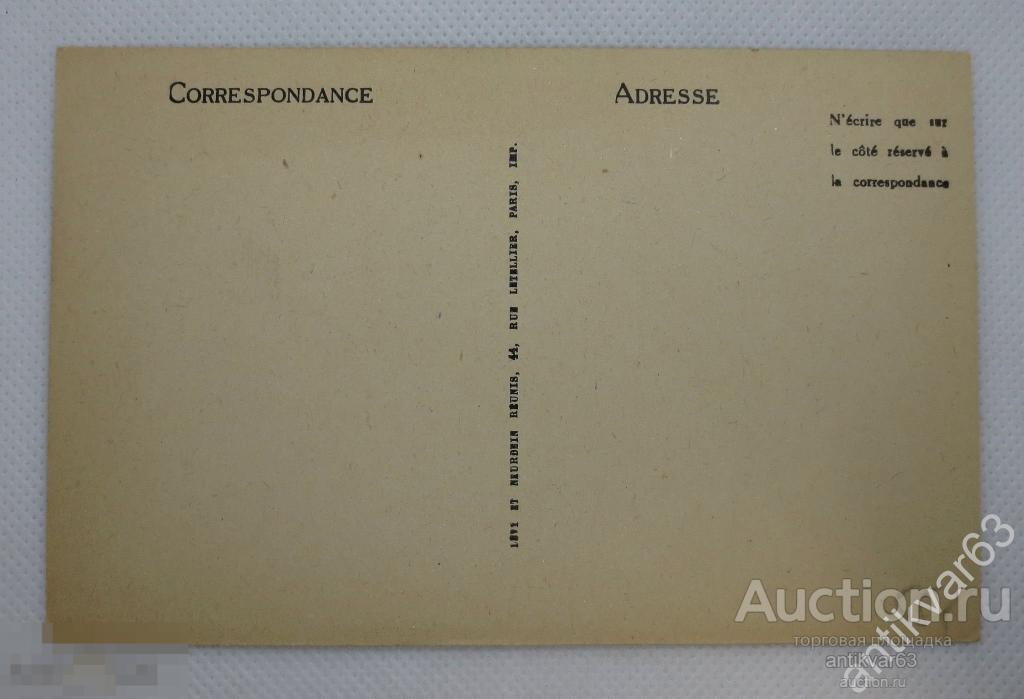 CORRESPONDANCE
ADRESSE
N'écrire que sur
le côté réservé à
la correspondance
LÉVY ET NEURDEIN RÉUNIS, 44, RUE LETELLIER, PARIS, IMP.
Auction.ru
торговая площадка
antikvar63
auction.ru
antikvar63